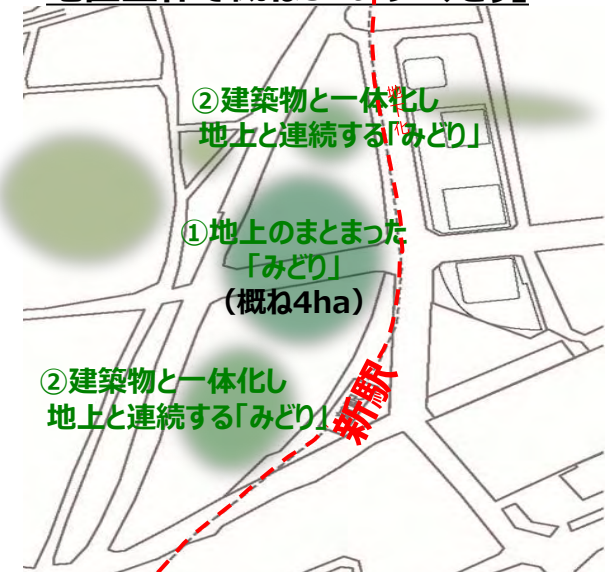 ②建築物と一体化し
地上と連続する「みどり」
地下化
①地上のまとまった
「みどり」
(概ね4ha)
②建築物と一体化し
地上と連続する「みどり」
新駅